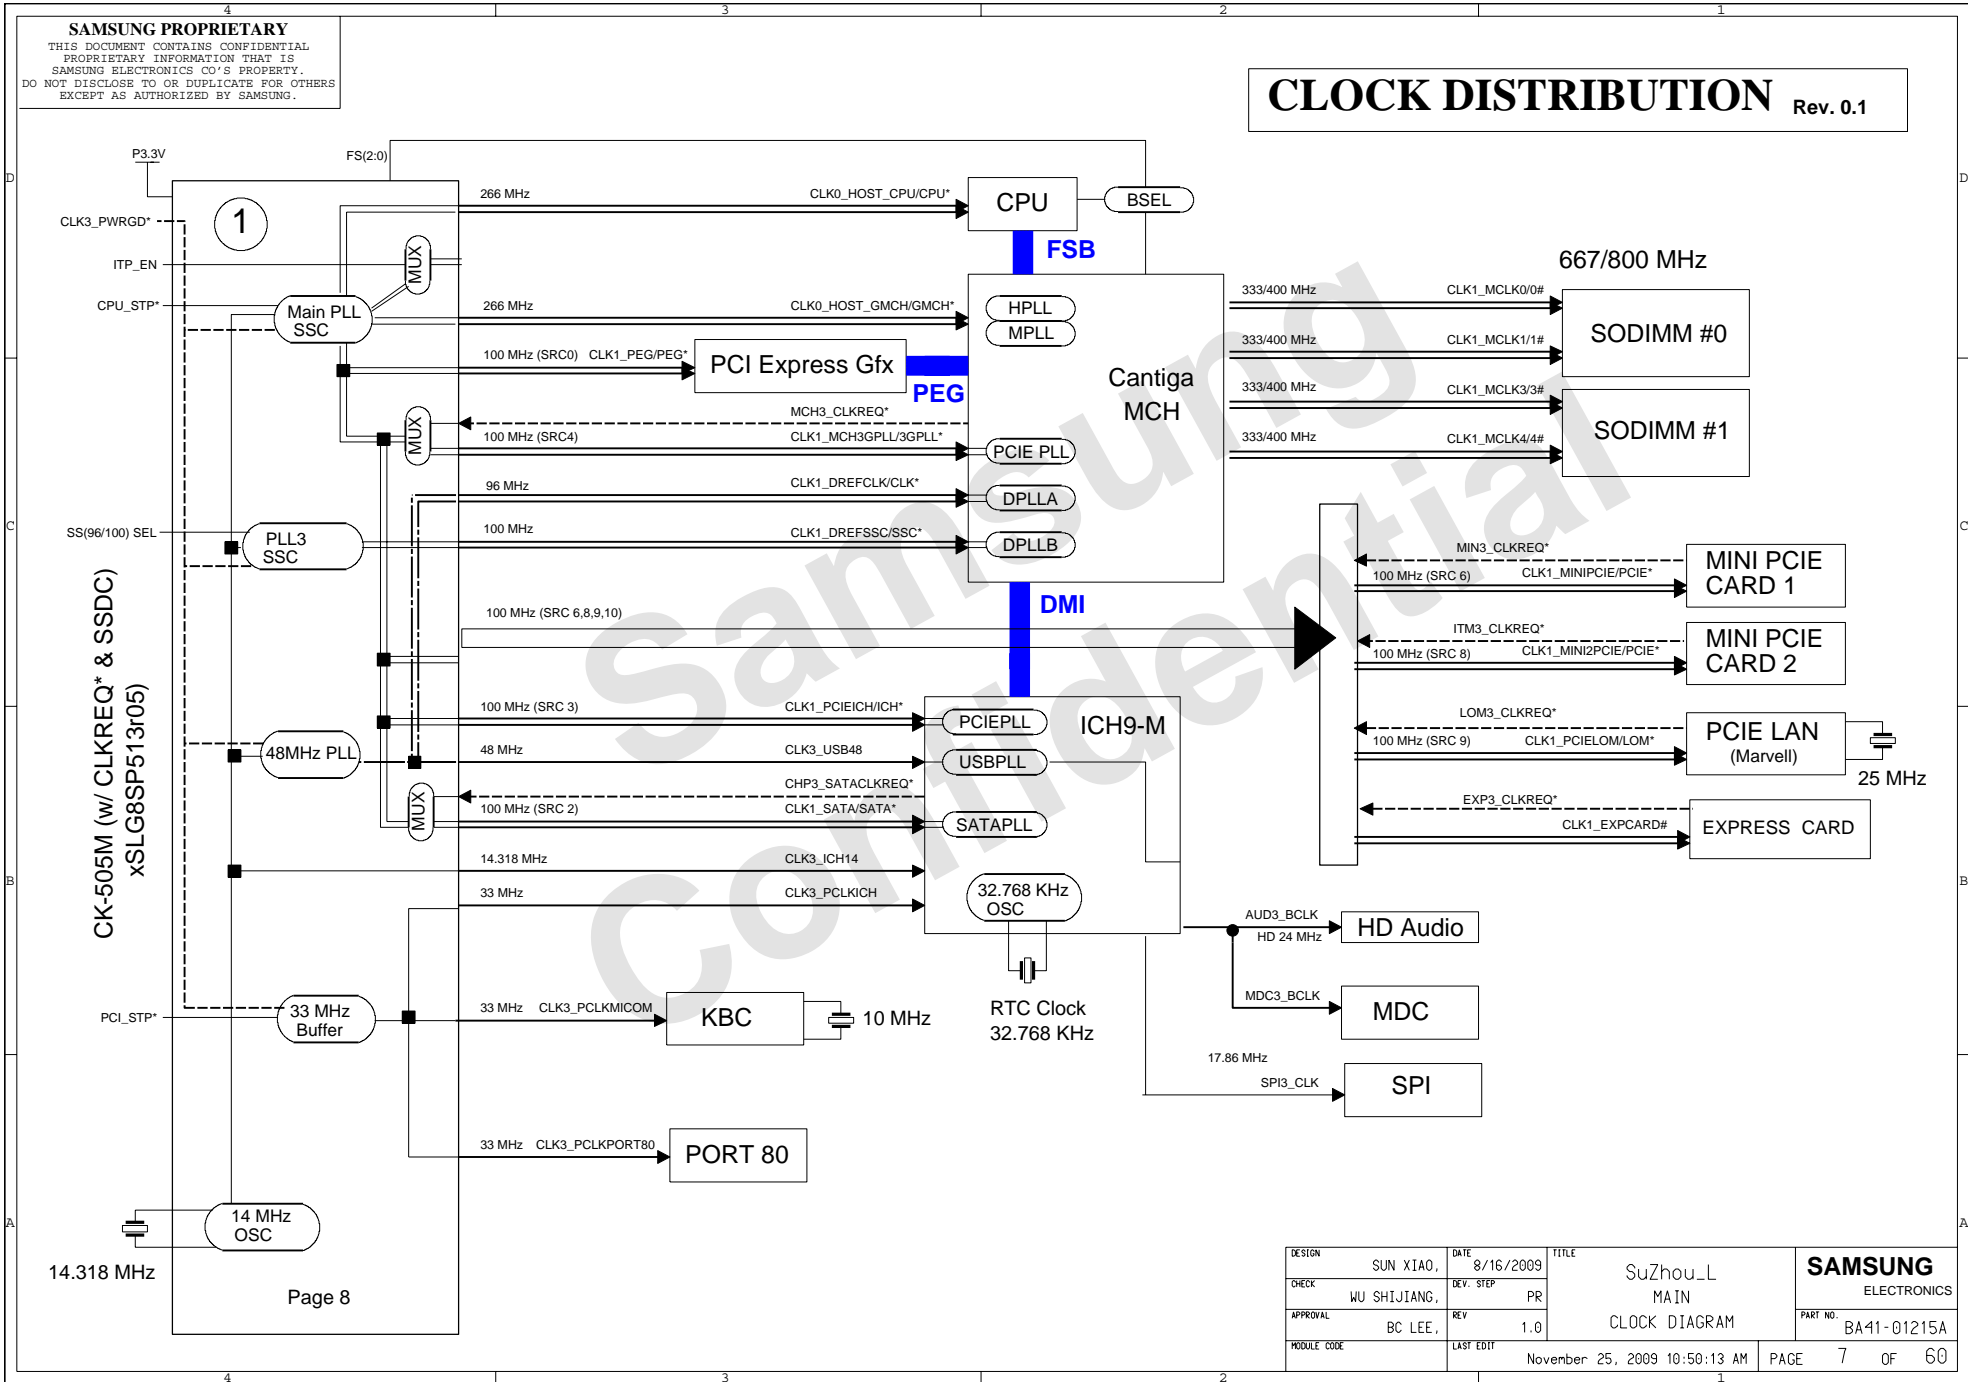 4 3 2 1
SAMSUNG PROPRIETARY
THIS DOCUMENT CONTAINS CONFIDENTIAL
PROPRIETARY INFORMATION THAT IS
SAMSUNG ELECTRONICS CO'S PROPERTY.
DO NOT DISCLOSE TO OR DUPLICATE FOR OTHERS
EXCEPT AS AUTHORIZED BY SAMSUNG.
CLOCK DISTRIBUTION Rev. 0.1
Samsung
Confidential
P3.3V
FS(2:0)
D D
CLK3_PWRGD*
1
266 MHz CLK0_HOST_CPU/CPU*
CPU
BSEL
FSB
ITP_EN
MUX
CPU_STP*
Main PLL
SSC
266 MHz CLK0_HOST_GMCH/GMCH*
HPLL
MPLL
667/800 MHz
333/400 MHz CLK1_MCLK0/0#
333/400 MHz CLK1_MCLK1/1#
SODIMM #0
100 MHz (SRC0) CLK1_PEG/PEG*
PCI Express Gfx
PEG
Cantiga
MCH
333/400 MHz CLK1_MCLK3/3#
333/400 MHz CLK1_MCLK4/4#
SODIMM #1
MUX
MCH3_CLKREQ*
100 MHz (SRC4) CLK1_MCH3GPLL/3GPLL*
PCIE PLL
96 MHz CLK1_DREFCLK/CLK*
DPLLA
C C
SS(96/100) SEL
PLL3
SSC
100 MHz CLK1_DREFSSC/SSC*
DPLLB
MIN3_CLKREQ*
100 MHz (SRC 6) CLK1_MINIPCIE/PCIE*
MINI PCIE
CARD 1
DMI
100 MHz (SRC 6,8,9,10)
ITM3_CLKREQ*
100 MHz (SRC 8) CLK1_MINI2PCIE/PCIE*
MINI PCIE
CARD 2
CK-505M (w/ CLKREQ* & SSDC)
xSLG8SP513r05)
100 MHz (SRC 3) CLK1_PCIEICH/ICH*
PCIEPLL
ICH9-M
LOM3_CLKREQ*
100 MHz (SRC 9) CLK1_PCIELOM/LOM*
PCIE LAN
(Marvell)
25 MHz
48MHz PLL
48 MHz CLK3_USB48
USBPLL
MUX
CHP3_SATACLKREQ*
100 MHz (SRC 2) CLK1_SATA/SATA*
SATAPLL
EXP3_CLKREQ*
CLK1_EXPCARD#
EXPRESS CARD
14.318 MHz CLK3_ICH14
B B
33 MHz CLK3_PCLKICH
32.768 KHz
OSC
AUD3_BCLK
HD 24 MHz
HD Audio
RTC Clock
32.768 KHz
MDC3_BCLK
MDC
PCI_STP*
33 MHz
Buffer
33 MHz CLK3_PCLKMICOM
KBC
10 MHz
17.86 MHz
SPI3_CLK
SPI
33 MHz CLK3_PCLKPORT80
PORT 80
A A
14 MHz
OSC
14.318 MHz
Page 8
DESIGN SUN XIAO,
DATE 8/16/2009
CHECK WU SHIJIANG,
DEV. STEP PR
APPROVAL BC LEE,
REV 1.0
MODULE CODE
LAST EDIT November 25, 2009 10:50:13 AM
TITLE
SuZhou_L
MAIN
CLOCK DIAGRAM
SAMSUNG
ELECTRONICS
PART NO. BA41-01215A
PAGE 7 OF 60
4 3 2 1